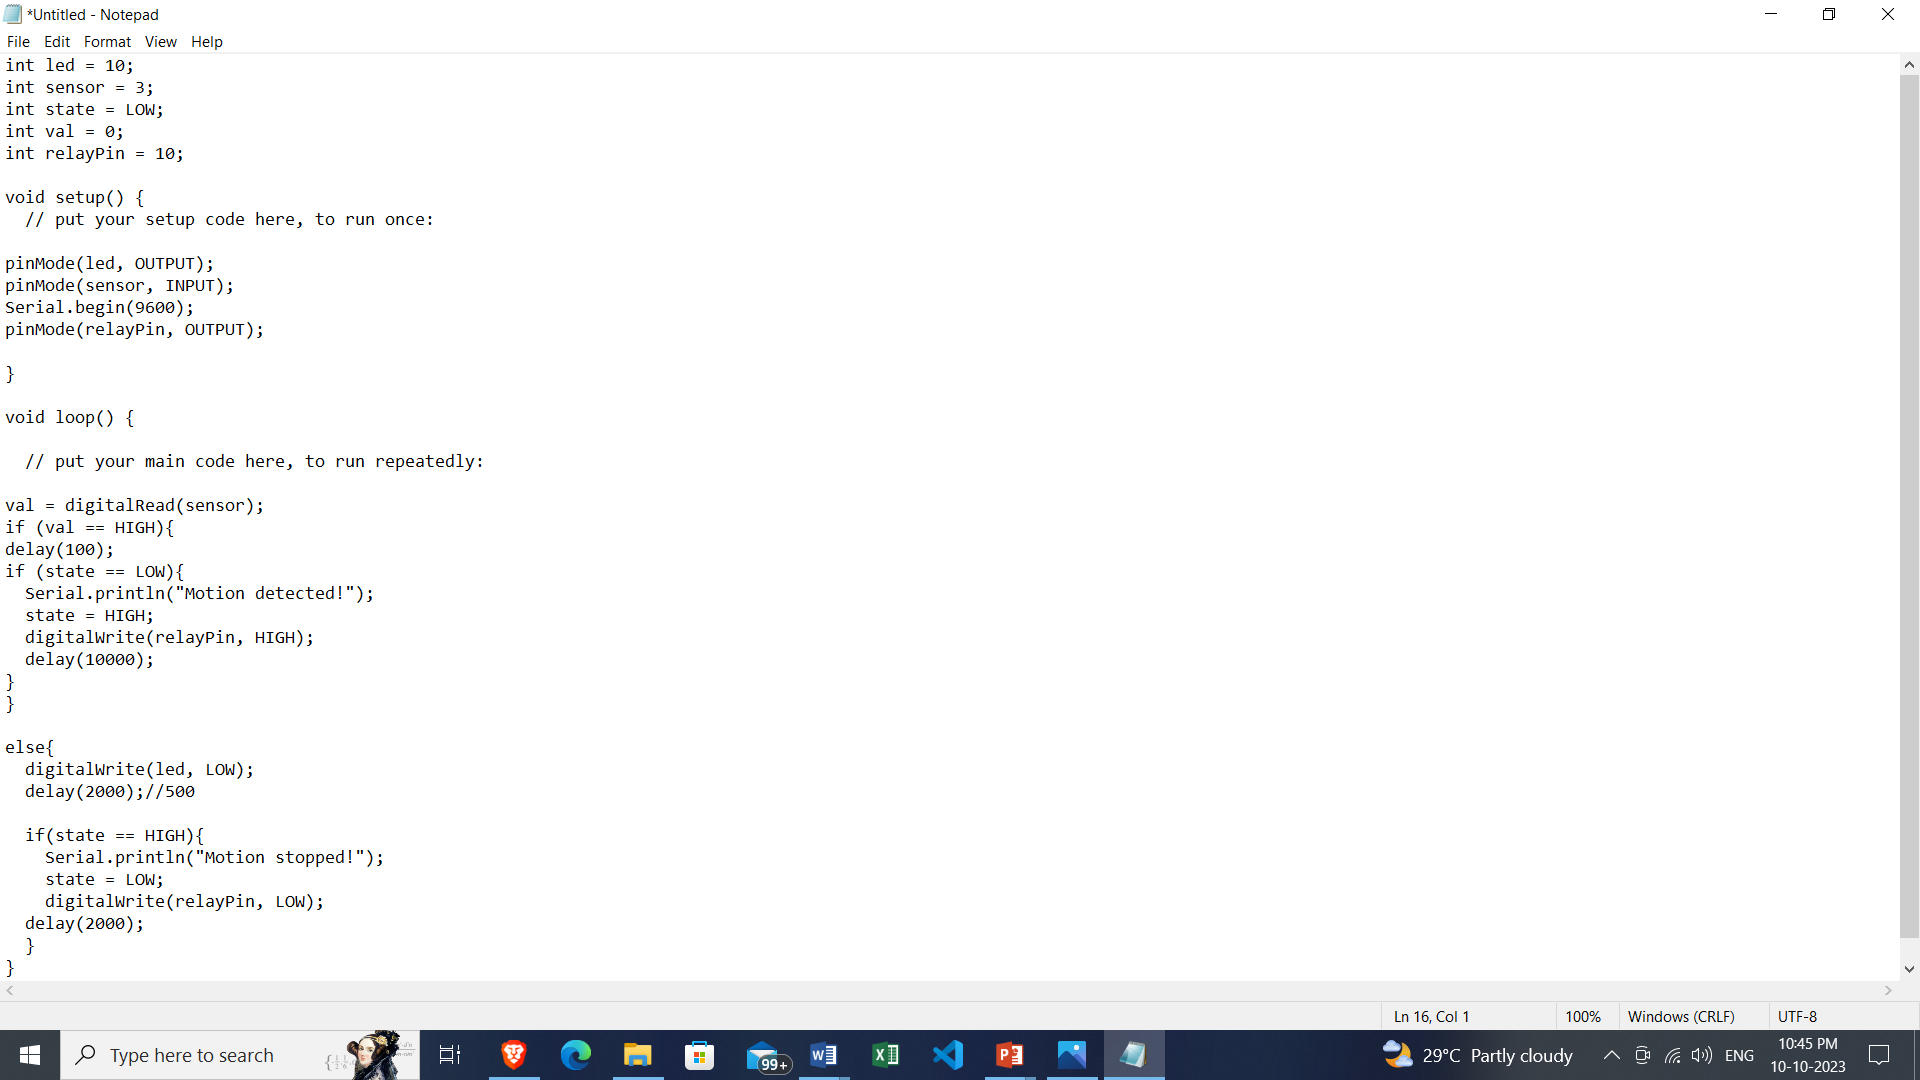 *Untitled - Notepad
File Edit Format View Help
int led = 10;
int sensor = 3;
int state = LOW;
int val = 0;
int relayPin = 10;
void setup() {
  // put your setup code here, to run once:
pinMode(led, OUTPUT);
pinMode(sensor, INPUT);
Serial.begin(9600);
pinMode(relayPin, OUTPUT);
}
void loop() {
  // put your main code here, to run repeatedly:
val = digitalRead(sensor);
if (val == HIGH){
delay(100);
if (state == LOW){
  Serial.println("Motion detected!");
  state = HIGH;
  digitalWrite(relayPin, HIGH);
  delay(10000);
}
}
else{
  digitalWrite(led, LOW);
  delay(2000);//500
  if(state == HIGH){
    Serial.println("Motion stopped!");
    state = LOW;
    digitalWrite(relayPin, LOW);
  delay(2000);
  }
}
Ln 16, Col 1 100% Windows (CRLF) UTF-8
Type here to search
99+
29°C Partly cloudy
ENG
10:45 PM
10-10-2023